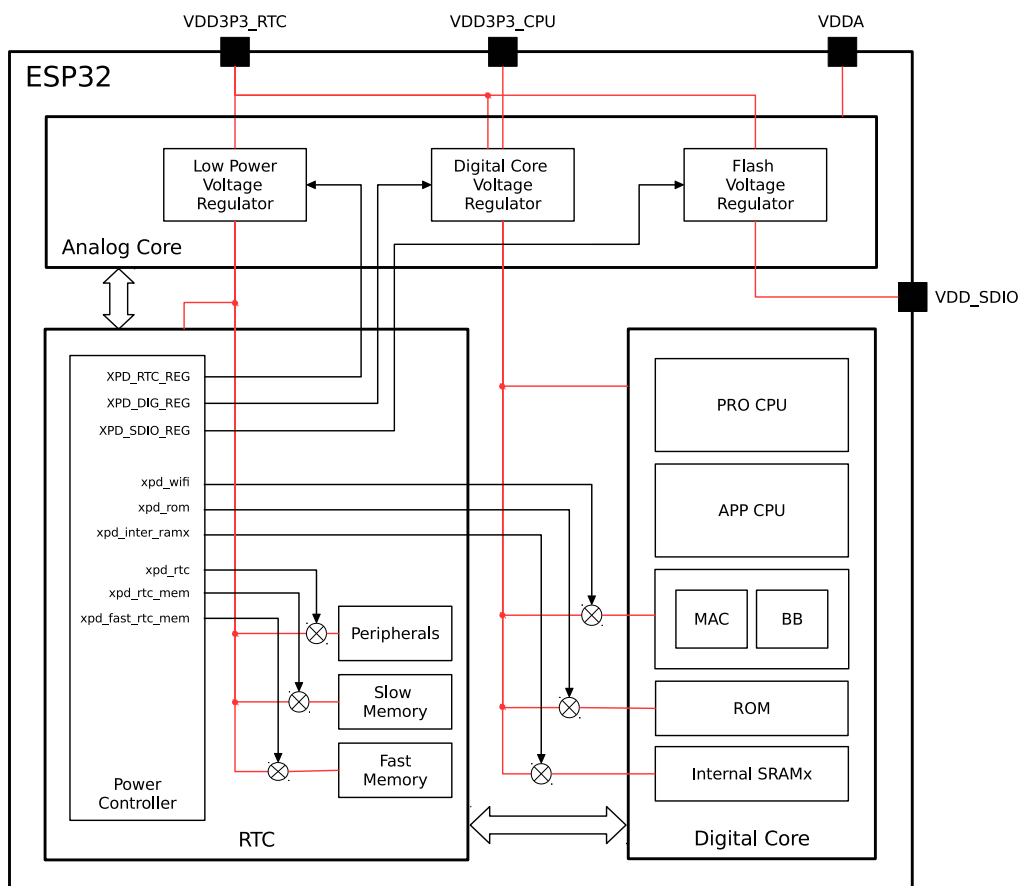 VDD3P3_RTC
VDD3P3_CPU
VDDA
ESP32
Low Power
Voltage
Regulator
Digital Core
Voltage
Regulator
Flash
Voltage
Regulator
Analog Core
VDD_SDIO
XPD_RTC_REG
XPD_DIG_REG
XPD_SDIO_REG
xpd_wifi
xpd_rom
xpd_inter_ramx
xpd_rtc
xpd_rtc_mem
xpd_fast_rtc_mem
Power
Controller
Peripherals
Slow
Memory
Fast
Memory
RTC
PRO CPU
APP CPU
MAC
BB
ROM
Internal SRAMx
Digital Core